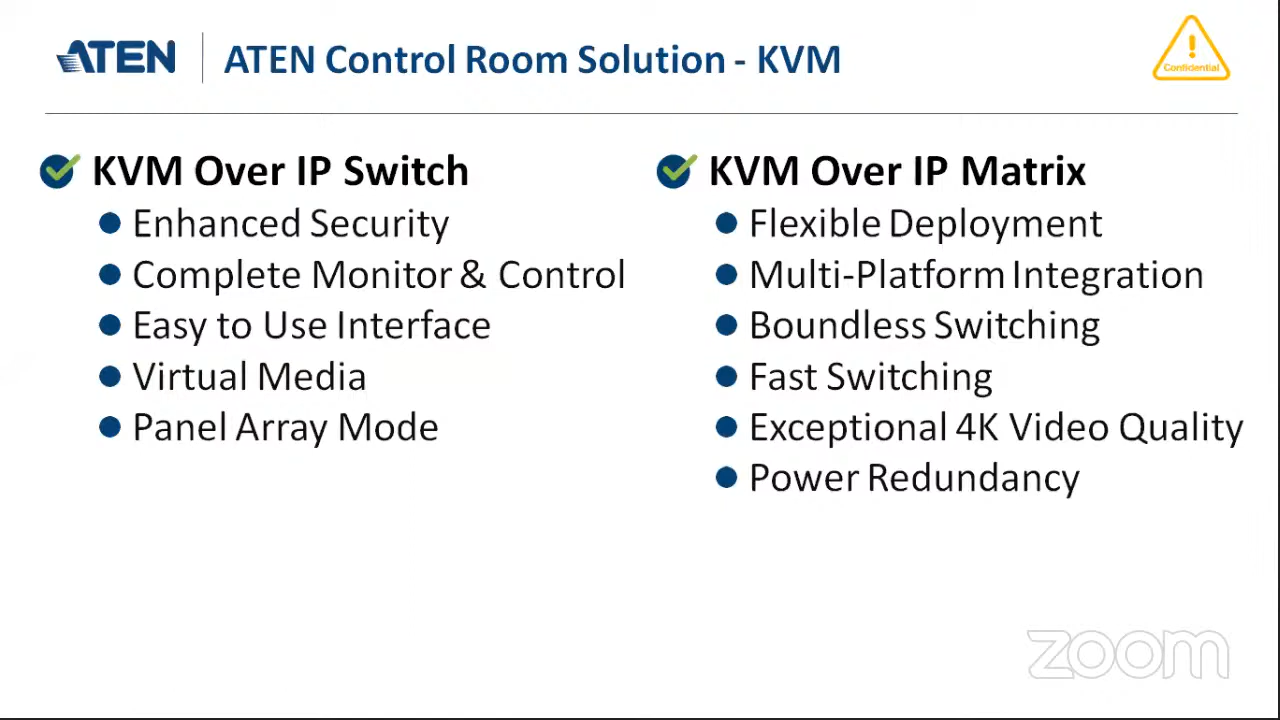 ATEN
ATEN Control Room Solution - KVM
Confidential
KVM Over IP Switch
Enhanced Security
Complete Monitor & Control
Easy to Use Interface
Virtual Media
Panel Array Mode
KVM Over IP Matrix
Flexible Deployment
Multi-Platform Integration
Boundless Switching
Fast Switching
Exceptional 4K Video Quality
Power Redundancy
zoom